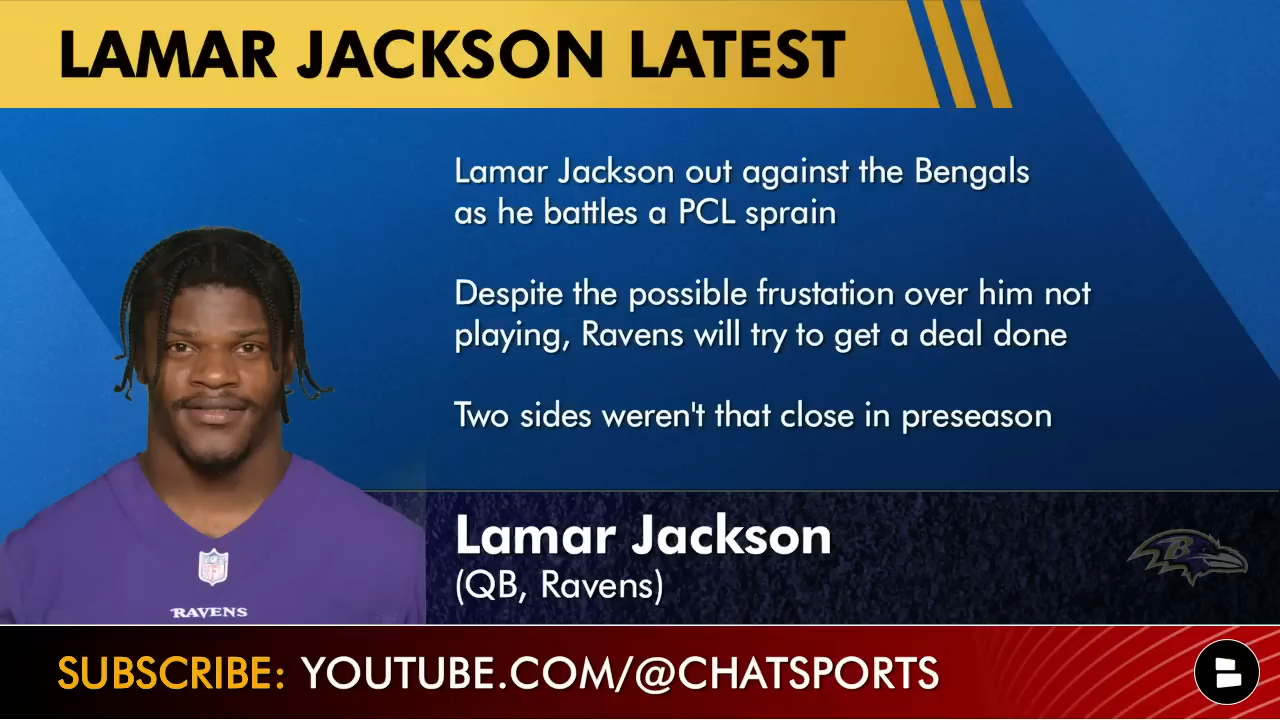 LAMAR JACKSON LATEST
Lamar Jackson out against the Bengals
as he battles a PCL sprain
Despite the possible frustation over him not
playing, Ravens will try to get a deal done
Two sides weren't that close in preseason
Lamar Jackson
(QB, Ravens)
NFL
RAVENS
B
SUBSCRIBE: YOUTUBE.COM/@CHATSPORTS